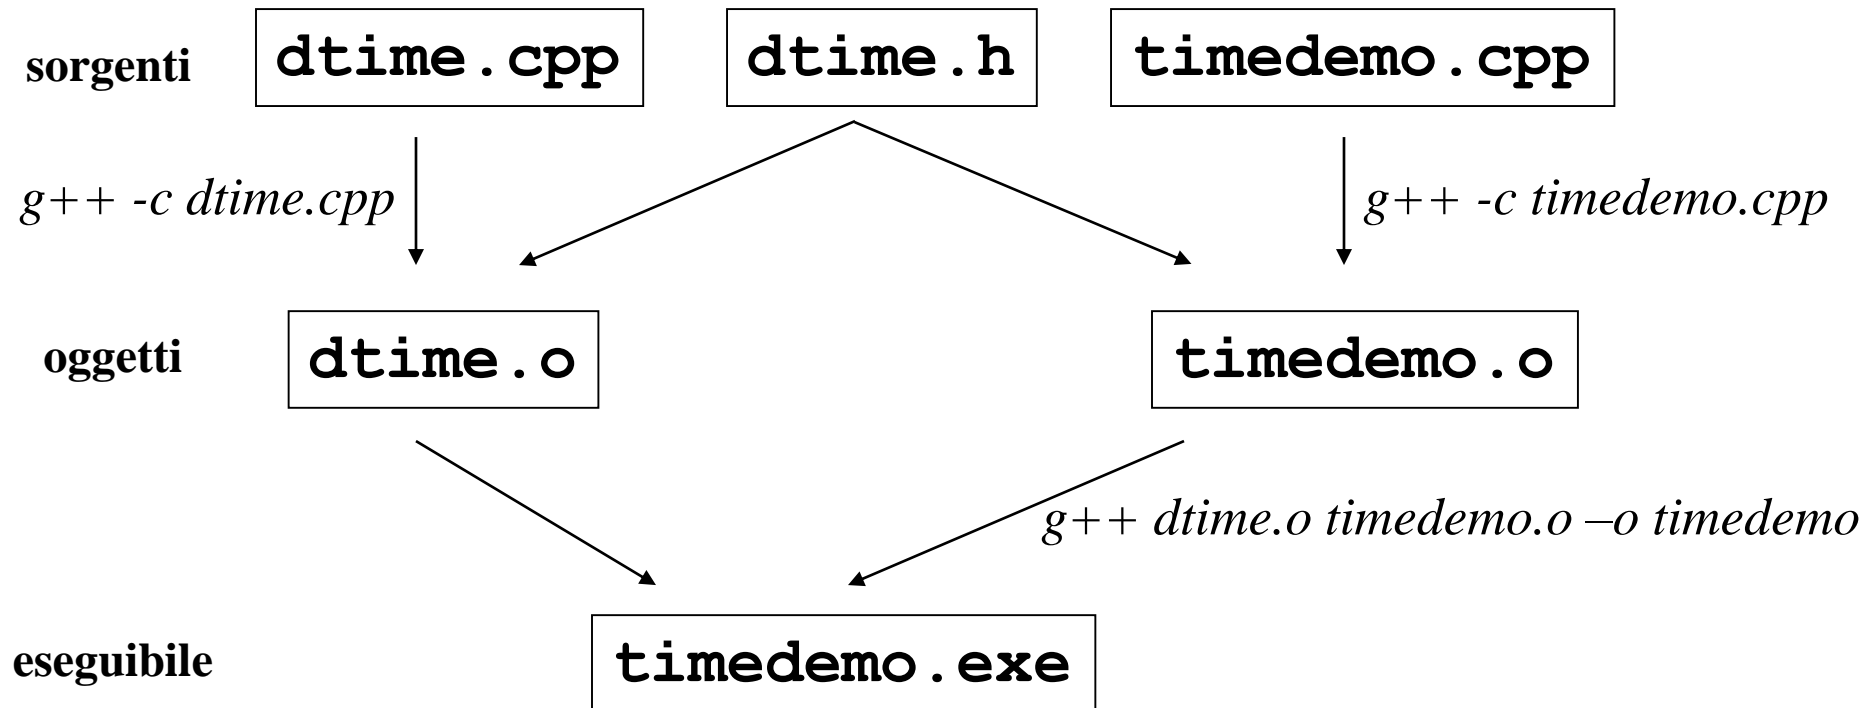 sorgenti dtime.cpp dtime.h timedemo.cpp
g++ -c dtime.cpp g++ -c timedemo.cpp
oggetti dtime.o timedemo.o
g++ dtime.o timedemo.o –o timedemo
eseguibile timedemo.exe